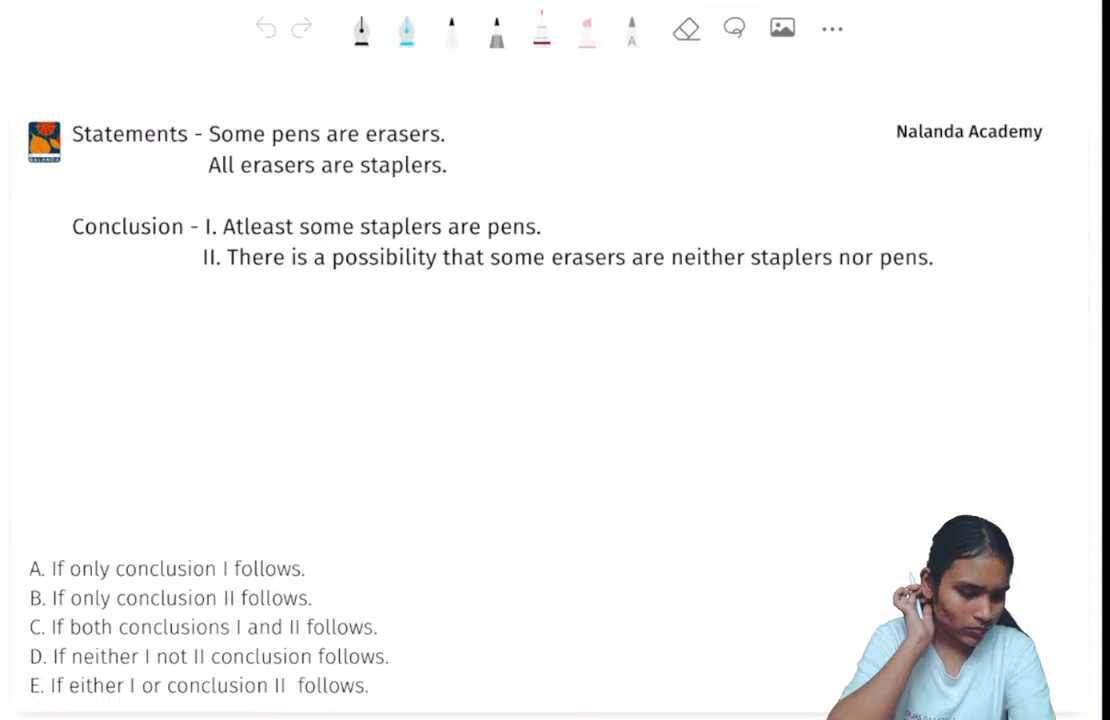 Statements - Some pens are erasers.
Nalanda Academy
All erasers are staplers.
Conclusion - I. Atleast some staplers are pens.
II. There is a possibility that some erasers are neither staplers nor pens.
A. If only conclusion I follows.
B. If only conclusion II follows.
C. If both conclusions I and II follows.
D. If neither I not II conclusion follows.
E. If either I or conclusion II follows.
NALANDA
A